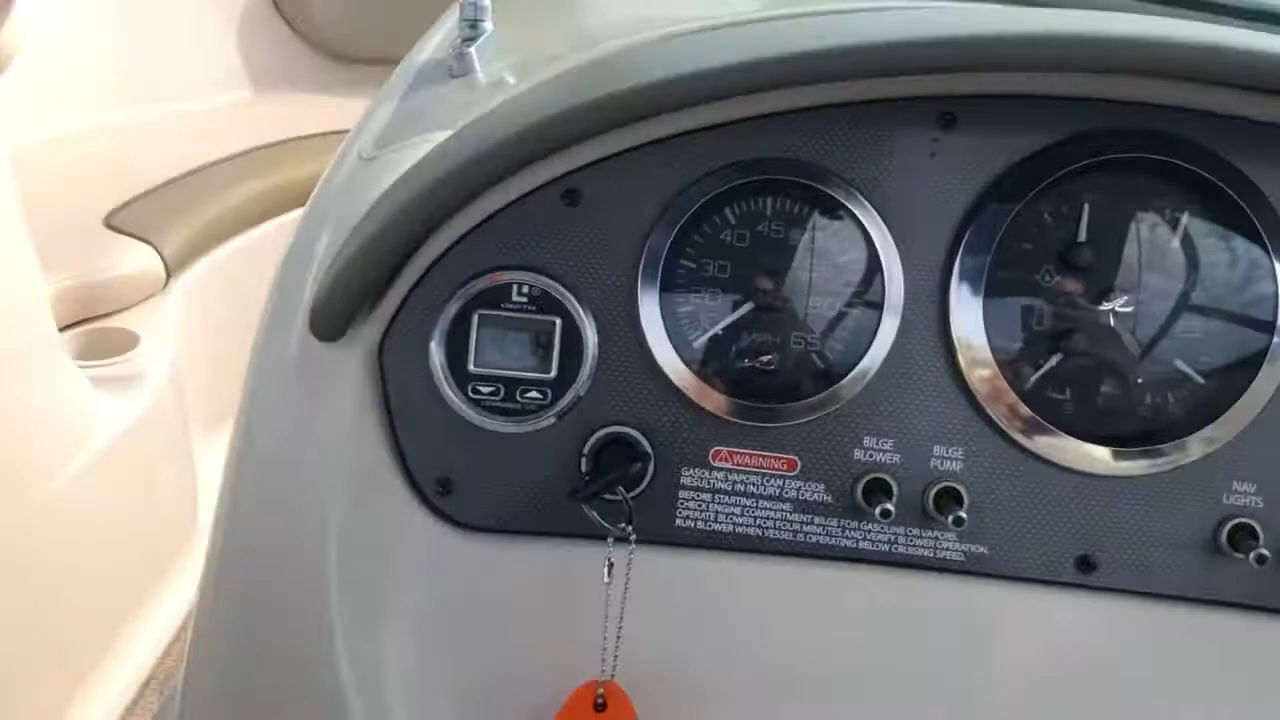 DEPTH
20
30
40
45
60
65
MPH
WARNING
GASOLINE VAPORS CAN EXPLODE
RESULTING IN INJURY OR DEATH.
BEFORE STARTING ENGINE:
CHECK ENGINE COMPARTMENT BILGE FOR GASOLINE OR VAPORS.
OPERATE BLOWER FOR FOUR MINUTES AND VERIFY BLOWER OPERATION.
RUN BLOWER WHEN VESSEL IS OPERATING BELOW CRUISING SPEED.
BILGE
BLOWER
BILGE
PUMP
NAV
LIGHTS